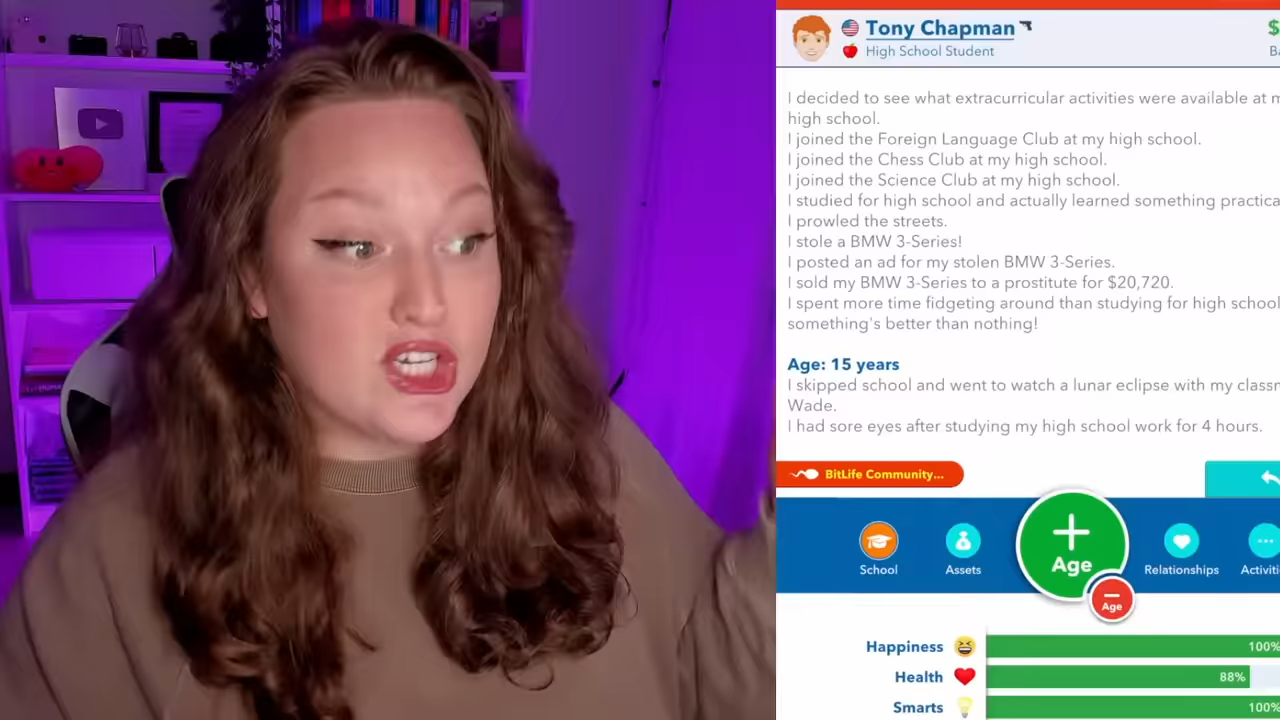 Tony Chapman
$
High School Student
Ba
I decided to see what extracurricular activities were available at m
high school.
I joined the Foreign Language Club at my high school.
I joined the Chess Club at my high school.
I joined the Science Club at my high school.
I studied for high school and actually learned something practica
I prowled the streets.
I stole a BMW 3-Series!
I posted an ad for my stolen BMW 3-Series.
I sold my BMW 3-Series to a prostitute for $20,720.
I spent more time fidgeting around than studying for high school
something's better than nothing!
Age: 15 years
I skipped school and went to watch a lunar eclipse with my classm
Wade.
I had sore eyes after studying my high school work for 4 hours.
BitLife Community...
School
Assets
Age
Relationships
Activiti
Age
Happiness
100%
Health
88%
Smarts
100%